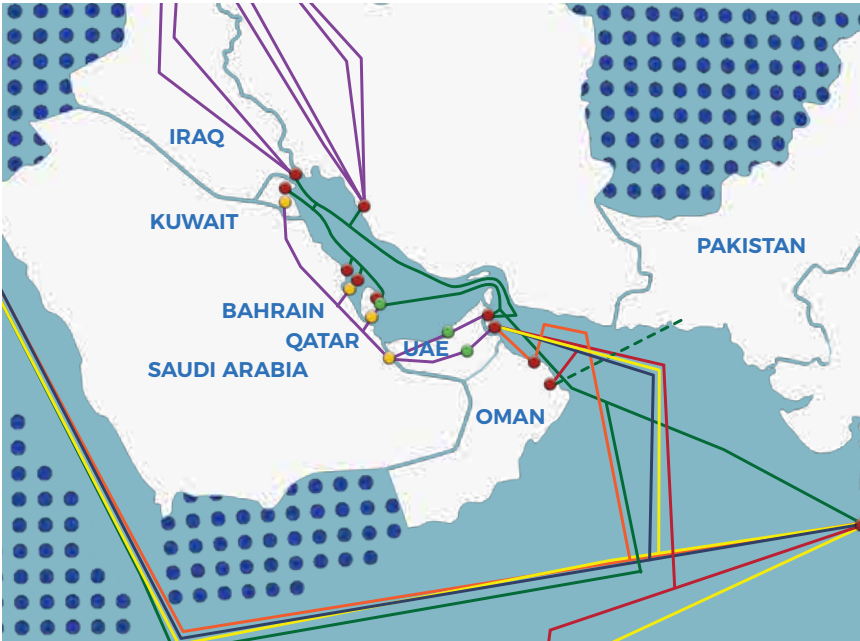 IRAQ
KUWAIT
PAKISTAN
BAHRAIN
QATAR
UAE
SAUDI ARABIA
OMAN